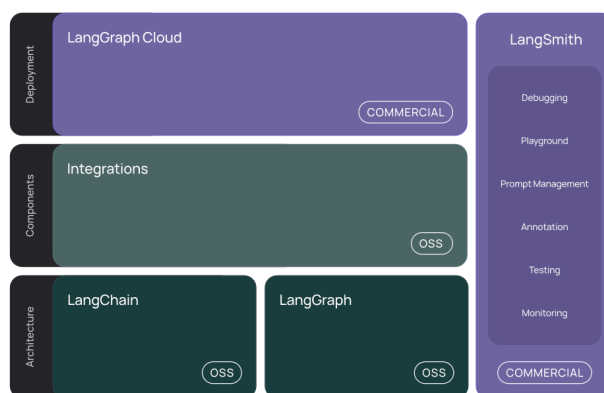 Deployment
LangGraph Cloud
COMMERCIAL
Components
Integrations
OSS
Architecture
LangChain
OSS
LangGraph
OSS
LangSmith
Debugging
Playground
Prompt Management
Annotation
Testing
Monitoring
COMMERCIAL